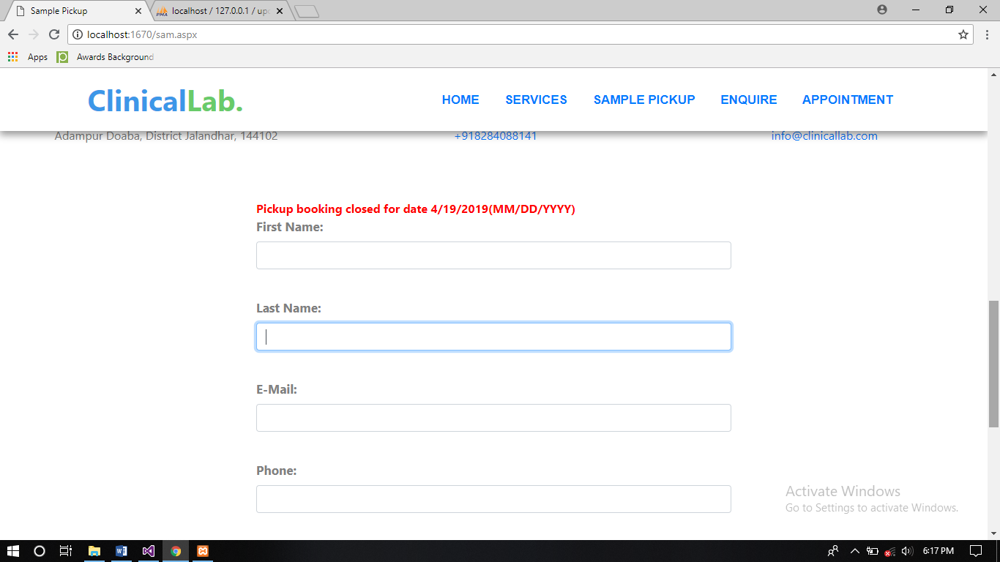 Sample Pickup
localhost / 127.0.0.1 / upd
localhost:1670/sam.aspx
Apps
Awards Background
ClinicalLab.
HOME
SERVICES
SAMPLE PICKUP
ENQUIRE
APPOINTMENT
Adampur Doaba, District Jalandhar, 144102
+918284088141
info@clinicallab.com
Pickup booking closed for date 4/19/2019(MM/DD/YYYY)
First Name:
Last Name:
E-Mail:
Phone:
Activate Windows
Go to Settings to activate Windows.
6:17 PM